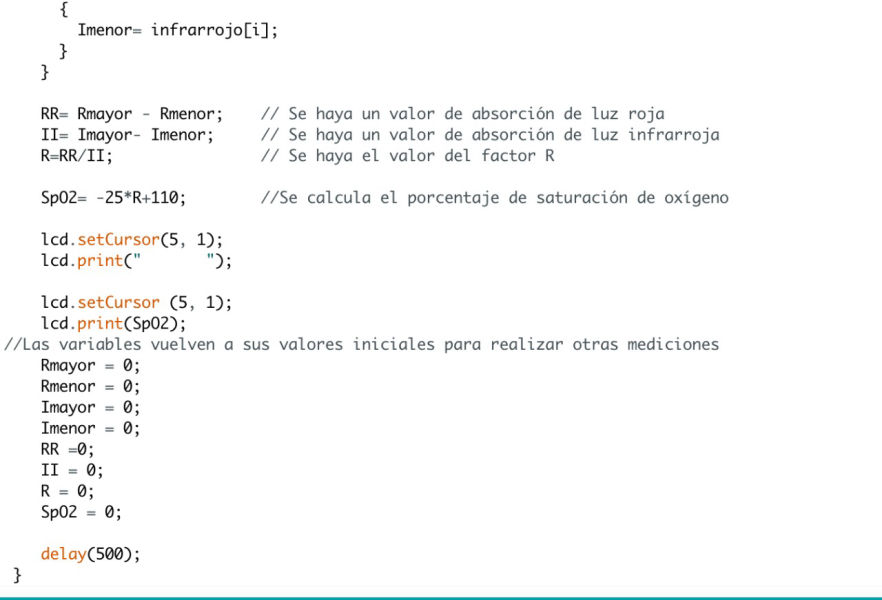 {
Imenor= infrarrojo[i];
}
}
RR= Rmayor - Rmenor; // Se haya un valor de absorción de luz roja
II= Imayor- Imenor; // Se haya un valor de absorción de luz infrarroja
R=RR/II; // Se haya el valor del factor R
SpO2= -25*R+110; //Se calcula el porcentaje de saturación de oxígeno
lcd.setCursor(5, 1);
lcd.print("       ");
lcd.setCursor (5, 1);
lcd.print(SpO2);
//Las variables vuelven a sus valores iniciales para realizar otras mediciones
Rmayor = 0;
Rmenor = 0;
Imayor = 0;
Imenor = 0;
RR =0;
II = 0;
R = 0;
SpO2 = 0;
delay(500);
}